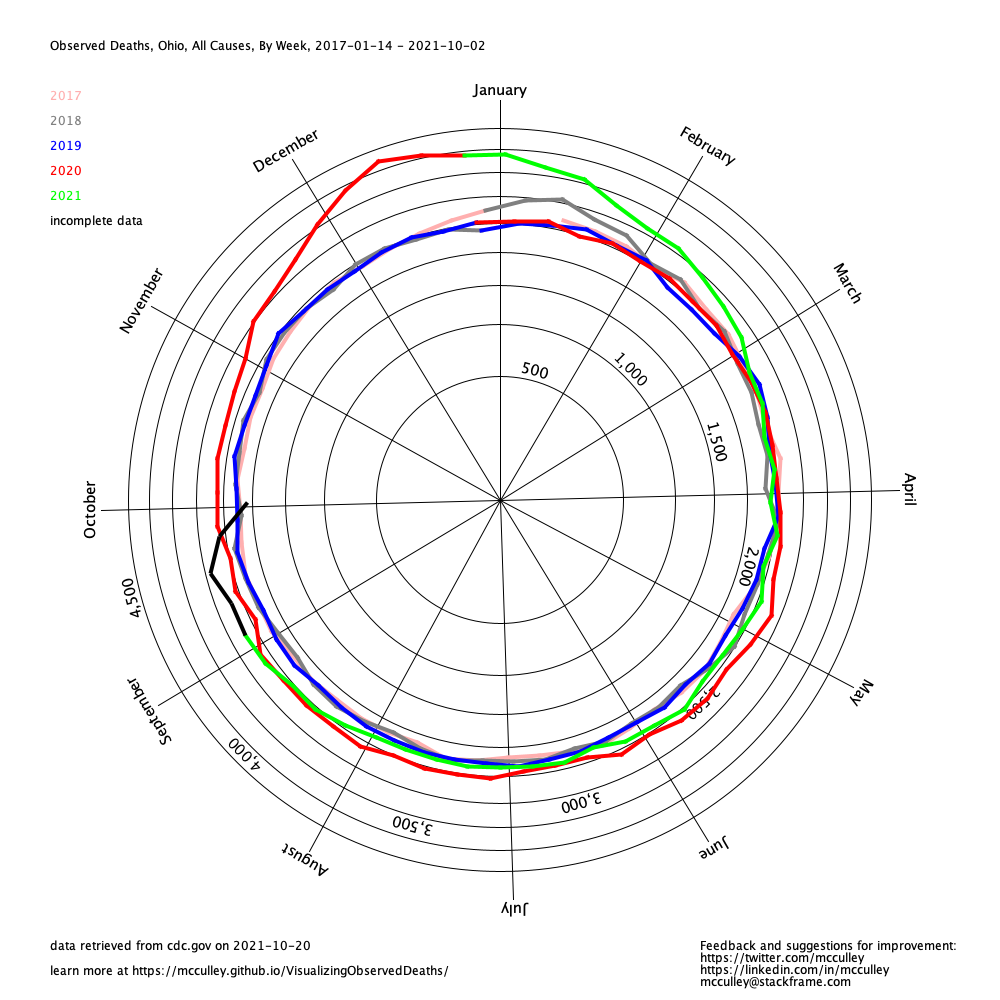 Observed Deaths, Ohio, All Causes, By Week, 2017-01-14 - 2021-10-02
2017
2018
2019
2020
2021
incomplete data
January
February
March
April
May
June
July
August
September
October
November
December
500
1,000
1,500
2,000
2,500
3,000
3,500
4,000
4,500
data retrieved from cdc.gov on 2021-10-20
learn more at https://mcculley.github.io/VisualizingObservedDeaths/
Feedback and suggestions for improvement:
https://twitter.com/mcculley
https://linkedin.com/in/mcculley
mcculley@stackframe.com